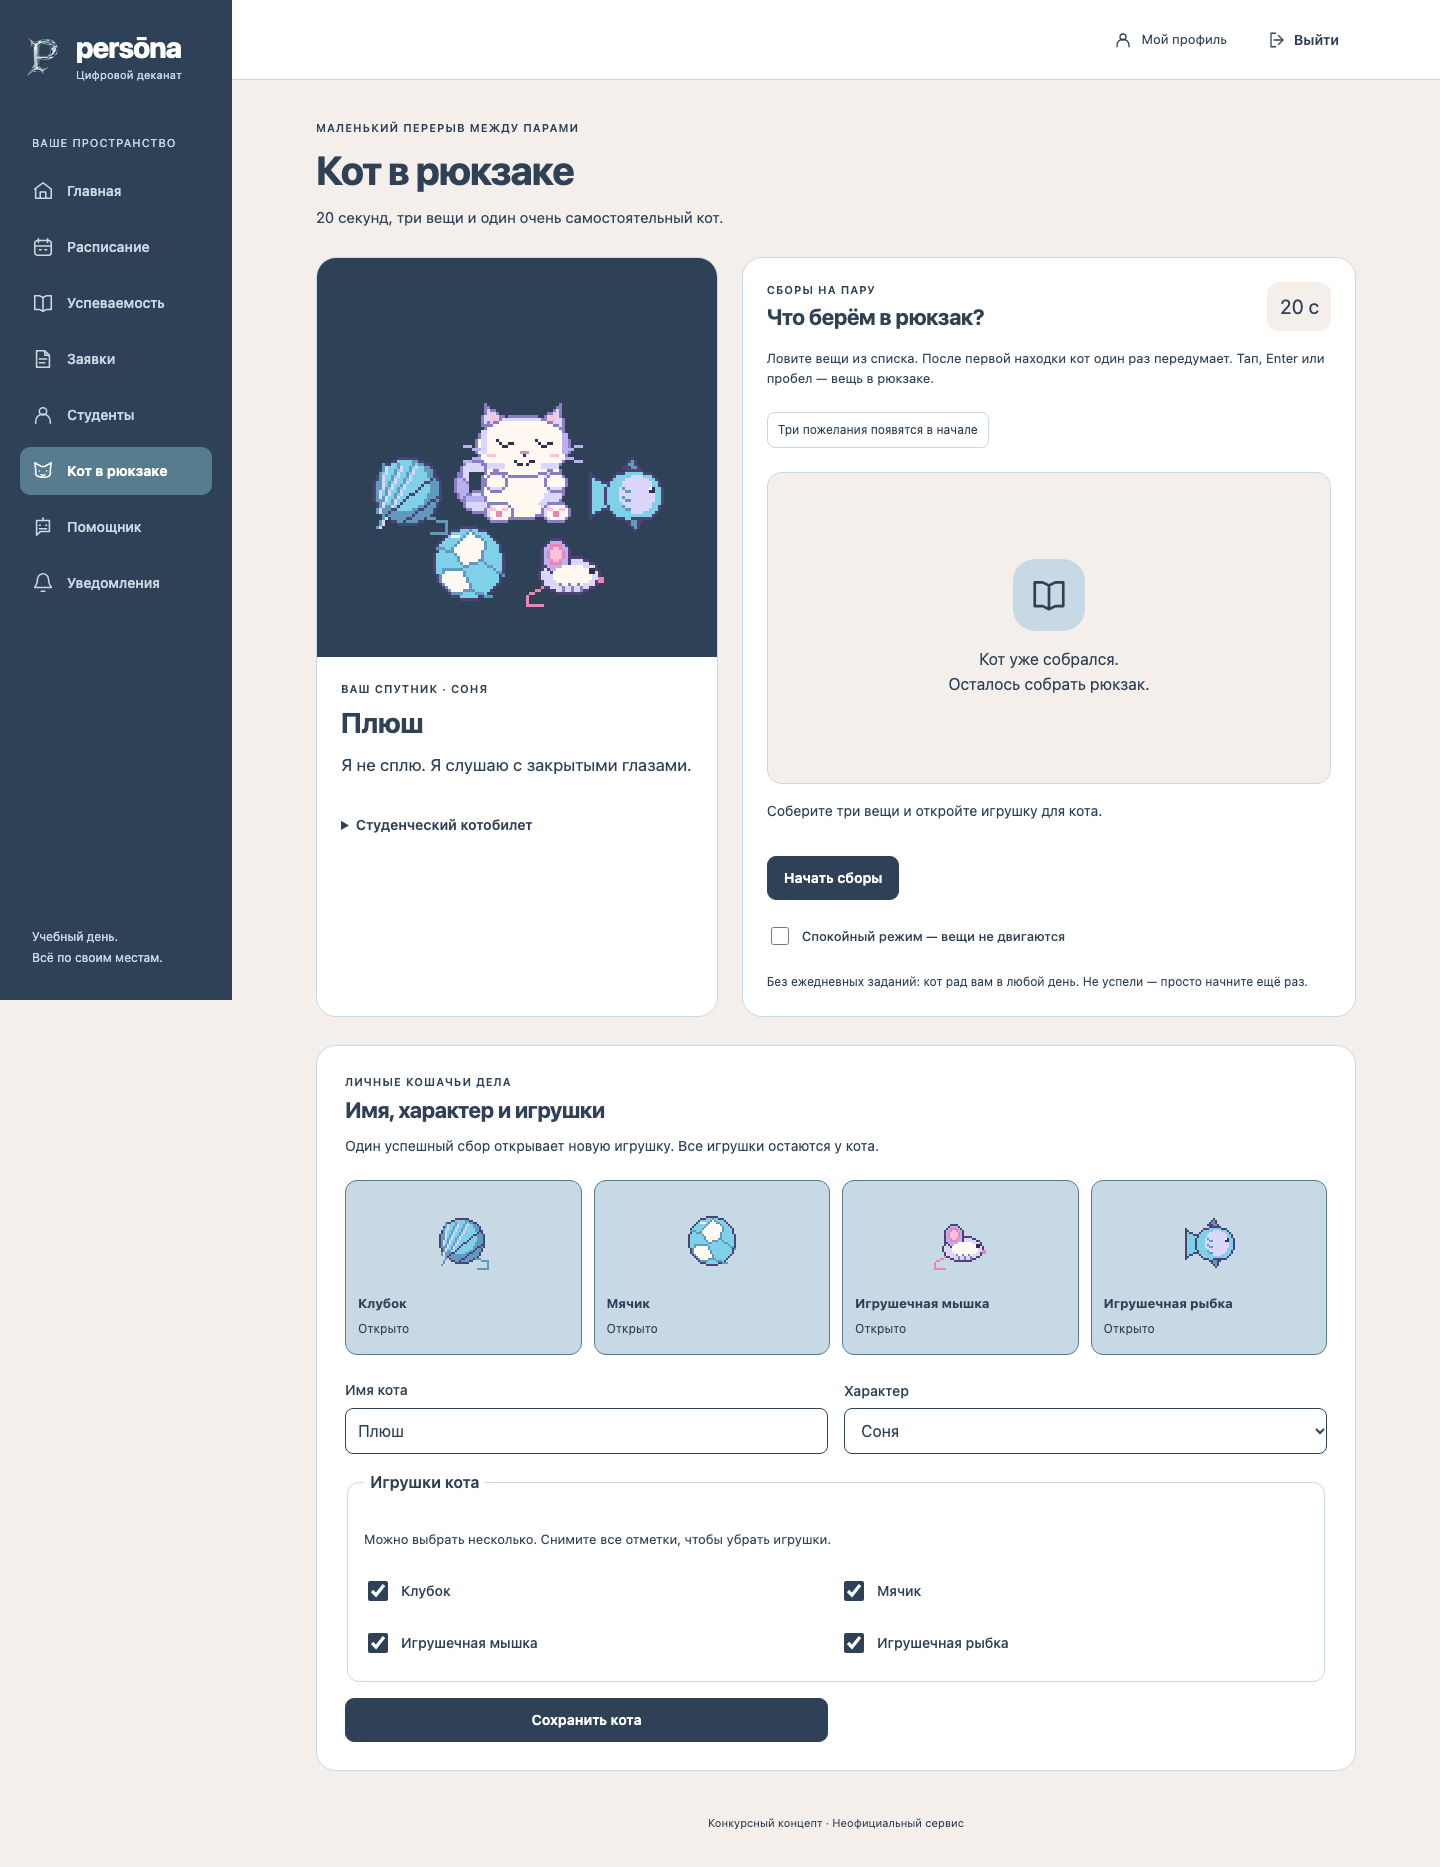 persōna
Цифровой деканат
ВАШЕ ПРОСТРАНСТВО
Главная
Расписание
Успеваемость
Заявки
Студенты
Кот в рюкзаке
Помощник
Уведомления
Учебный день.
Всё по своим местам.
Мой профиль
Выйти
МАЛЕНЬКИЙ ПЕРЕРЫВ МЕЖДУ ПАРАМИ
Кот в рюкзаке
20 секунд, три вещи и один очень самостоятельный кот.
ВАШ СПУТНИК · СОНЯ
Плюш
Я не сплю. Я слушаю с закрытыми глазами.
Студенческий котобилет
СБОРЫ НА ПАРУ
Что берём в рюкзак?
20 с
Ловите вещи из списка. После первой находки кот один раз передумает. Тап, Enter или
пробел — вещь в рюкзаке.
Три пожелания появятся в начале
Кот уже собрался.
Осталось собрать рюкзак.
Соберите три вещи и откройте игрушку для кота.
Начать сборы
Спокойный режим — вещи не двигаются
Без ежедневных заданий: кот рад вам в любой день. Не успели — просто начните ещё раз.
ЛИЧНЫЕ КОШАЧЬИ ДЕЛА
Имя, характер и игрушки
Один успешный сбор открывает новую игрушку. Все игрушки остаются у кота.
Клубок
Открыто
Мячик
Открыто
Игрушечная мышка
Открыто
Игрушечная рыбка
Открыто
Имя кота
Плюш
Характер
Соня
Игрушки кота
Можно выбрать несколько. Снимите все отметки, чтобы убрать игрушки.
Клубок
Мячик
Игрушечная мышка
Игрушечная рыбка
Сохранить кота
Конкурсный концепт · Неофициальный сервис